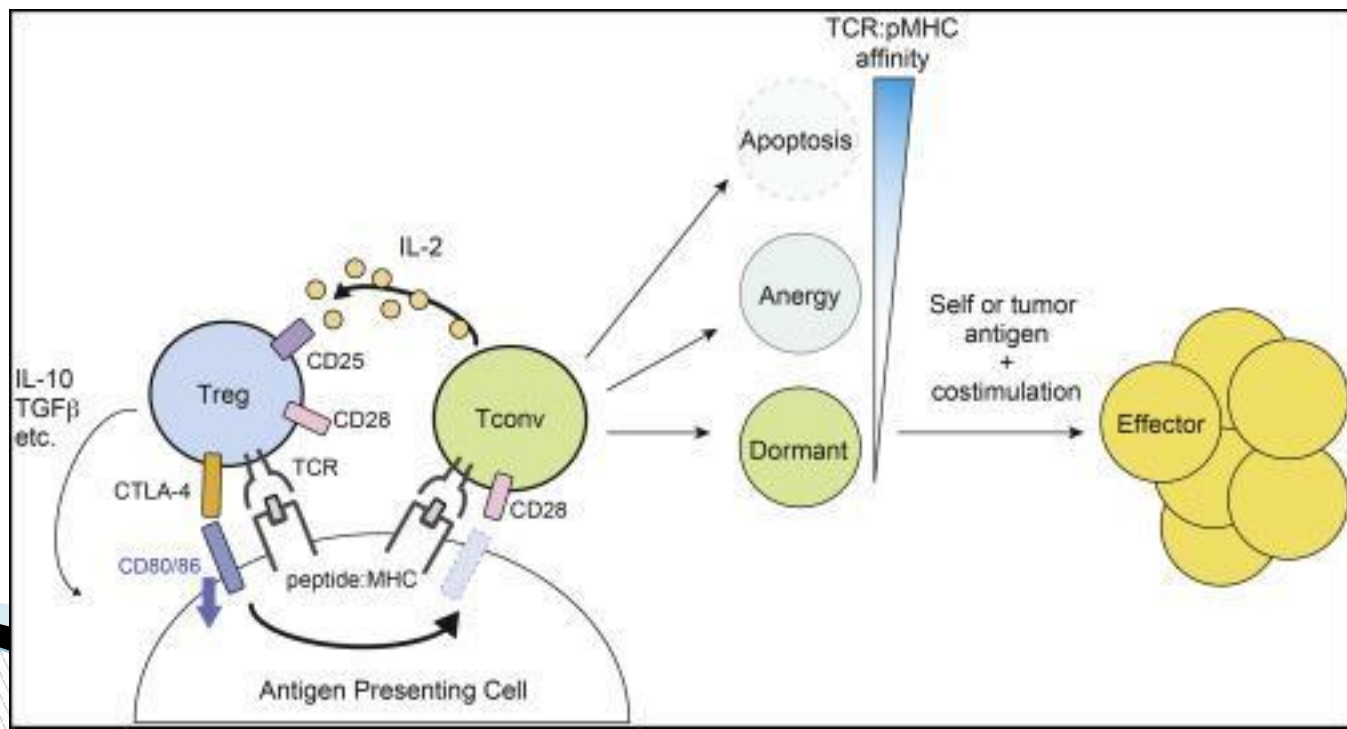 TCR:pMHC
affinity
Apoptosis
IL-2
Anergy
Self or tumor
antigen
+
costimulation
CD25
IL-10
TGFβ
etc.
Treg
CD28
Tconv
Effector
Dormant
TCR
CTLA-4
CD28
CD80/86
peptide:MHC
Antigen Presenting Cell